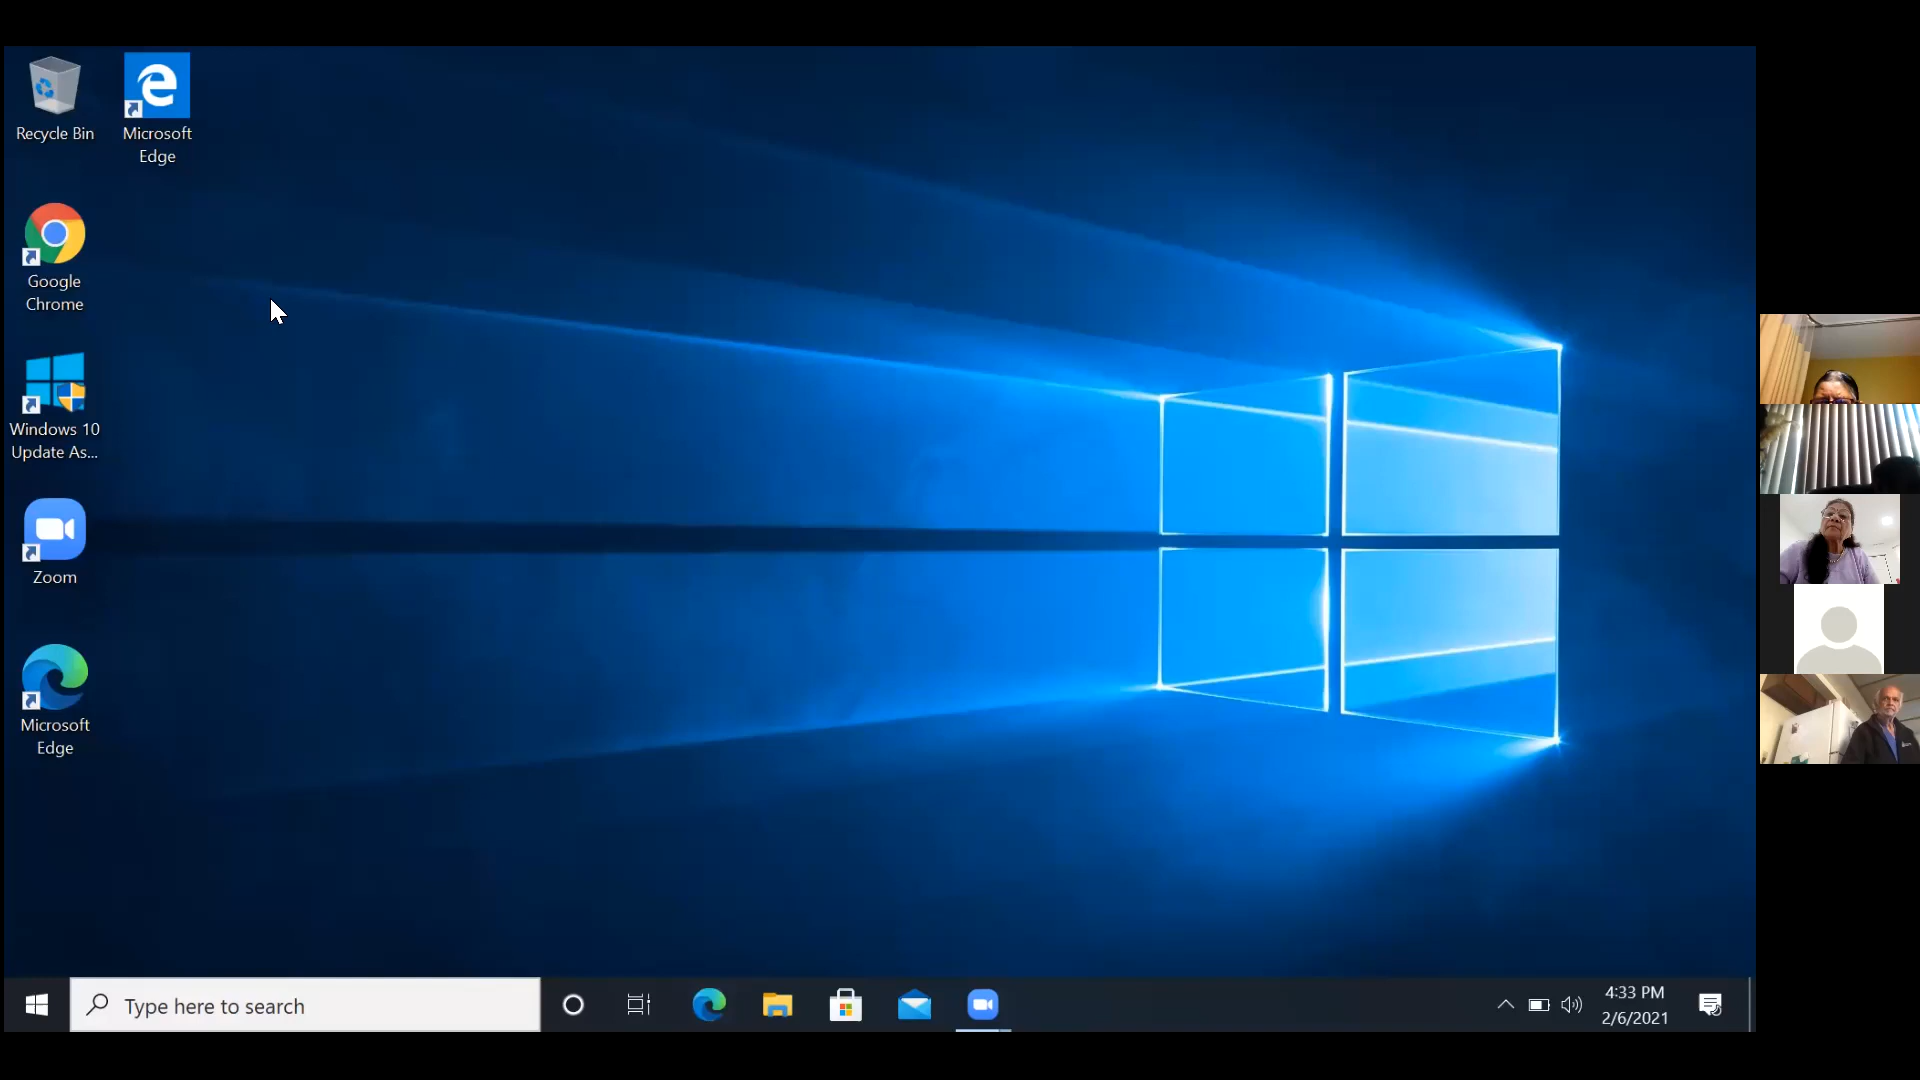 Recycle Bin
Microsoft
Edge
Google
Chrome
Windows 10
Update As...
Zoom
Microsoft
Edge
Type here to search
4:33 PM
2/6/2021